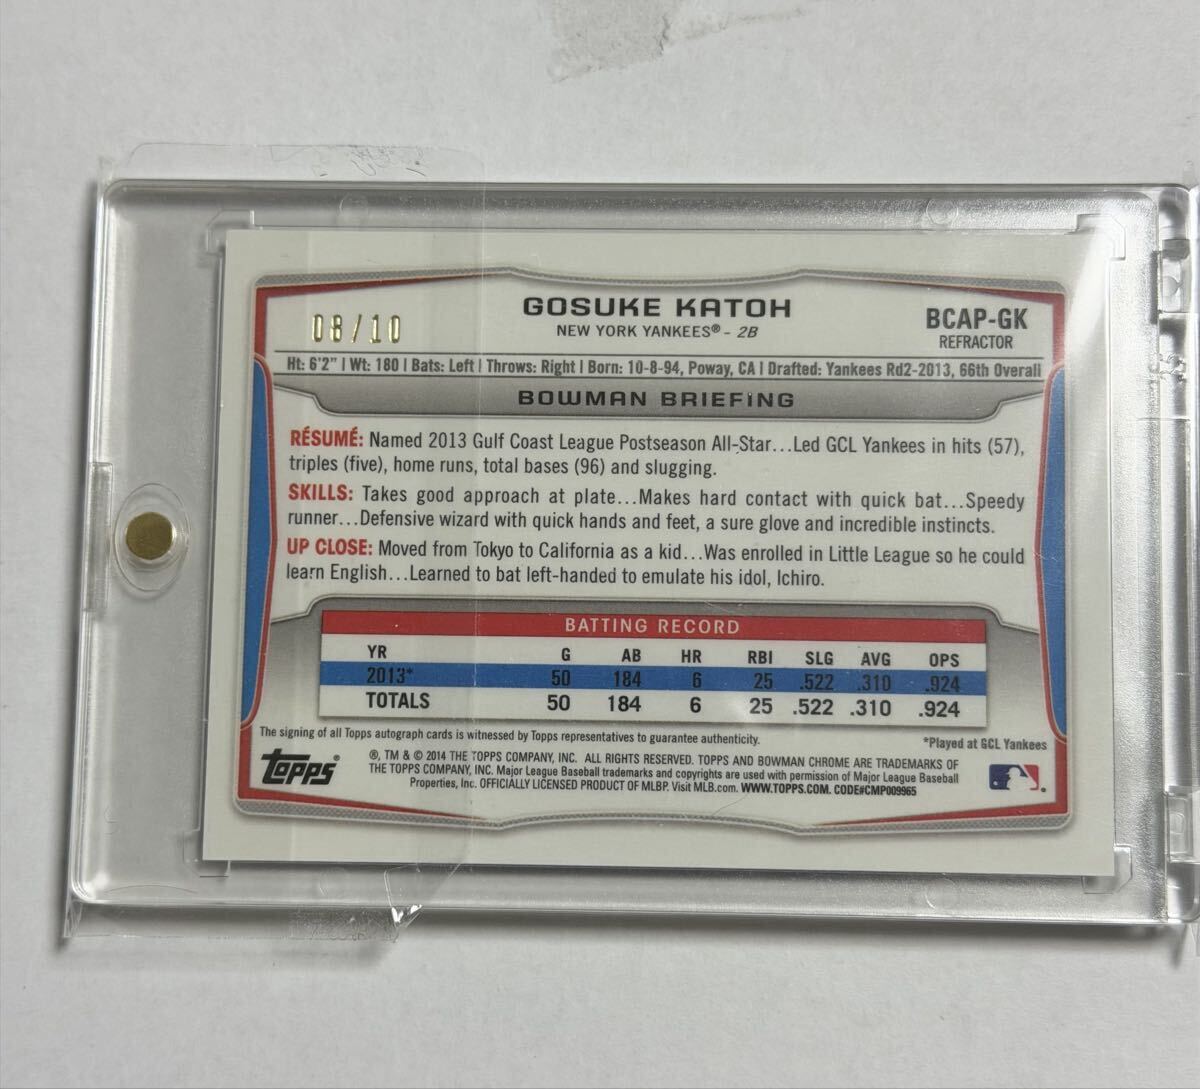 08/10
GOSUKE KATOH
NEW YORK YANKEES® - 2B
BCAP-GK
REFRACTOR
Ht: 6'2" | Wt: 180 | Bats: Left | Throws: Right | Born: 10-8-94, Poway, CA | Drafted: Yankees Rd2-2013, 66th Overall
BOWMAN BRIEFING
RÉSUMÉ: Named 2013 Gulf Coast League Postseason All-Star...Led GCL Yankees in hits (57),
triples (five), home runs, total bases (96) and slugging.
SKILLS: Takes good approach at plate...Makes hard contact with quick bat...Speedy
runner...Defensive wizard with quick hands and feet, a sure glove and incredible instincts.
UP CLOSE: Moved from Tokyo to California as a kid...Was enrolled in Little League so he could
learn English...Learned to bat left-handed to emulate his idol, Ichiro.
BATTING RECORD
YR G AB HR RBI SLG AVG OPS
2013* 50 184 6 25 .522 .310 .924
TOTALS 50 184 6 25 .522 .310 .924
The signing of all Topps autograph cards is witnessed by Topps representatives to guarantee authenticity.
*Played at GCL Yankees
Topps®
®, TM & © 2014 THE TOPPS COMPANY, INC. ALL RIGHTS RESERVED. TOPPS AND BOWMAN CHROME ARE TRADEMARKS OF
THE TOPPS COMPANY, INC. Major League Baseball trademarks and copyrights are used with permission of Major League Baseball
Properties, Inc. OFFICIALLY LICENSED PRODUCT OF MLBP. Visit MLB.com. WWW.TOPPS.COM. CODE#CMP009965